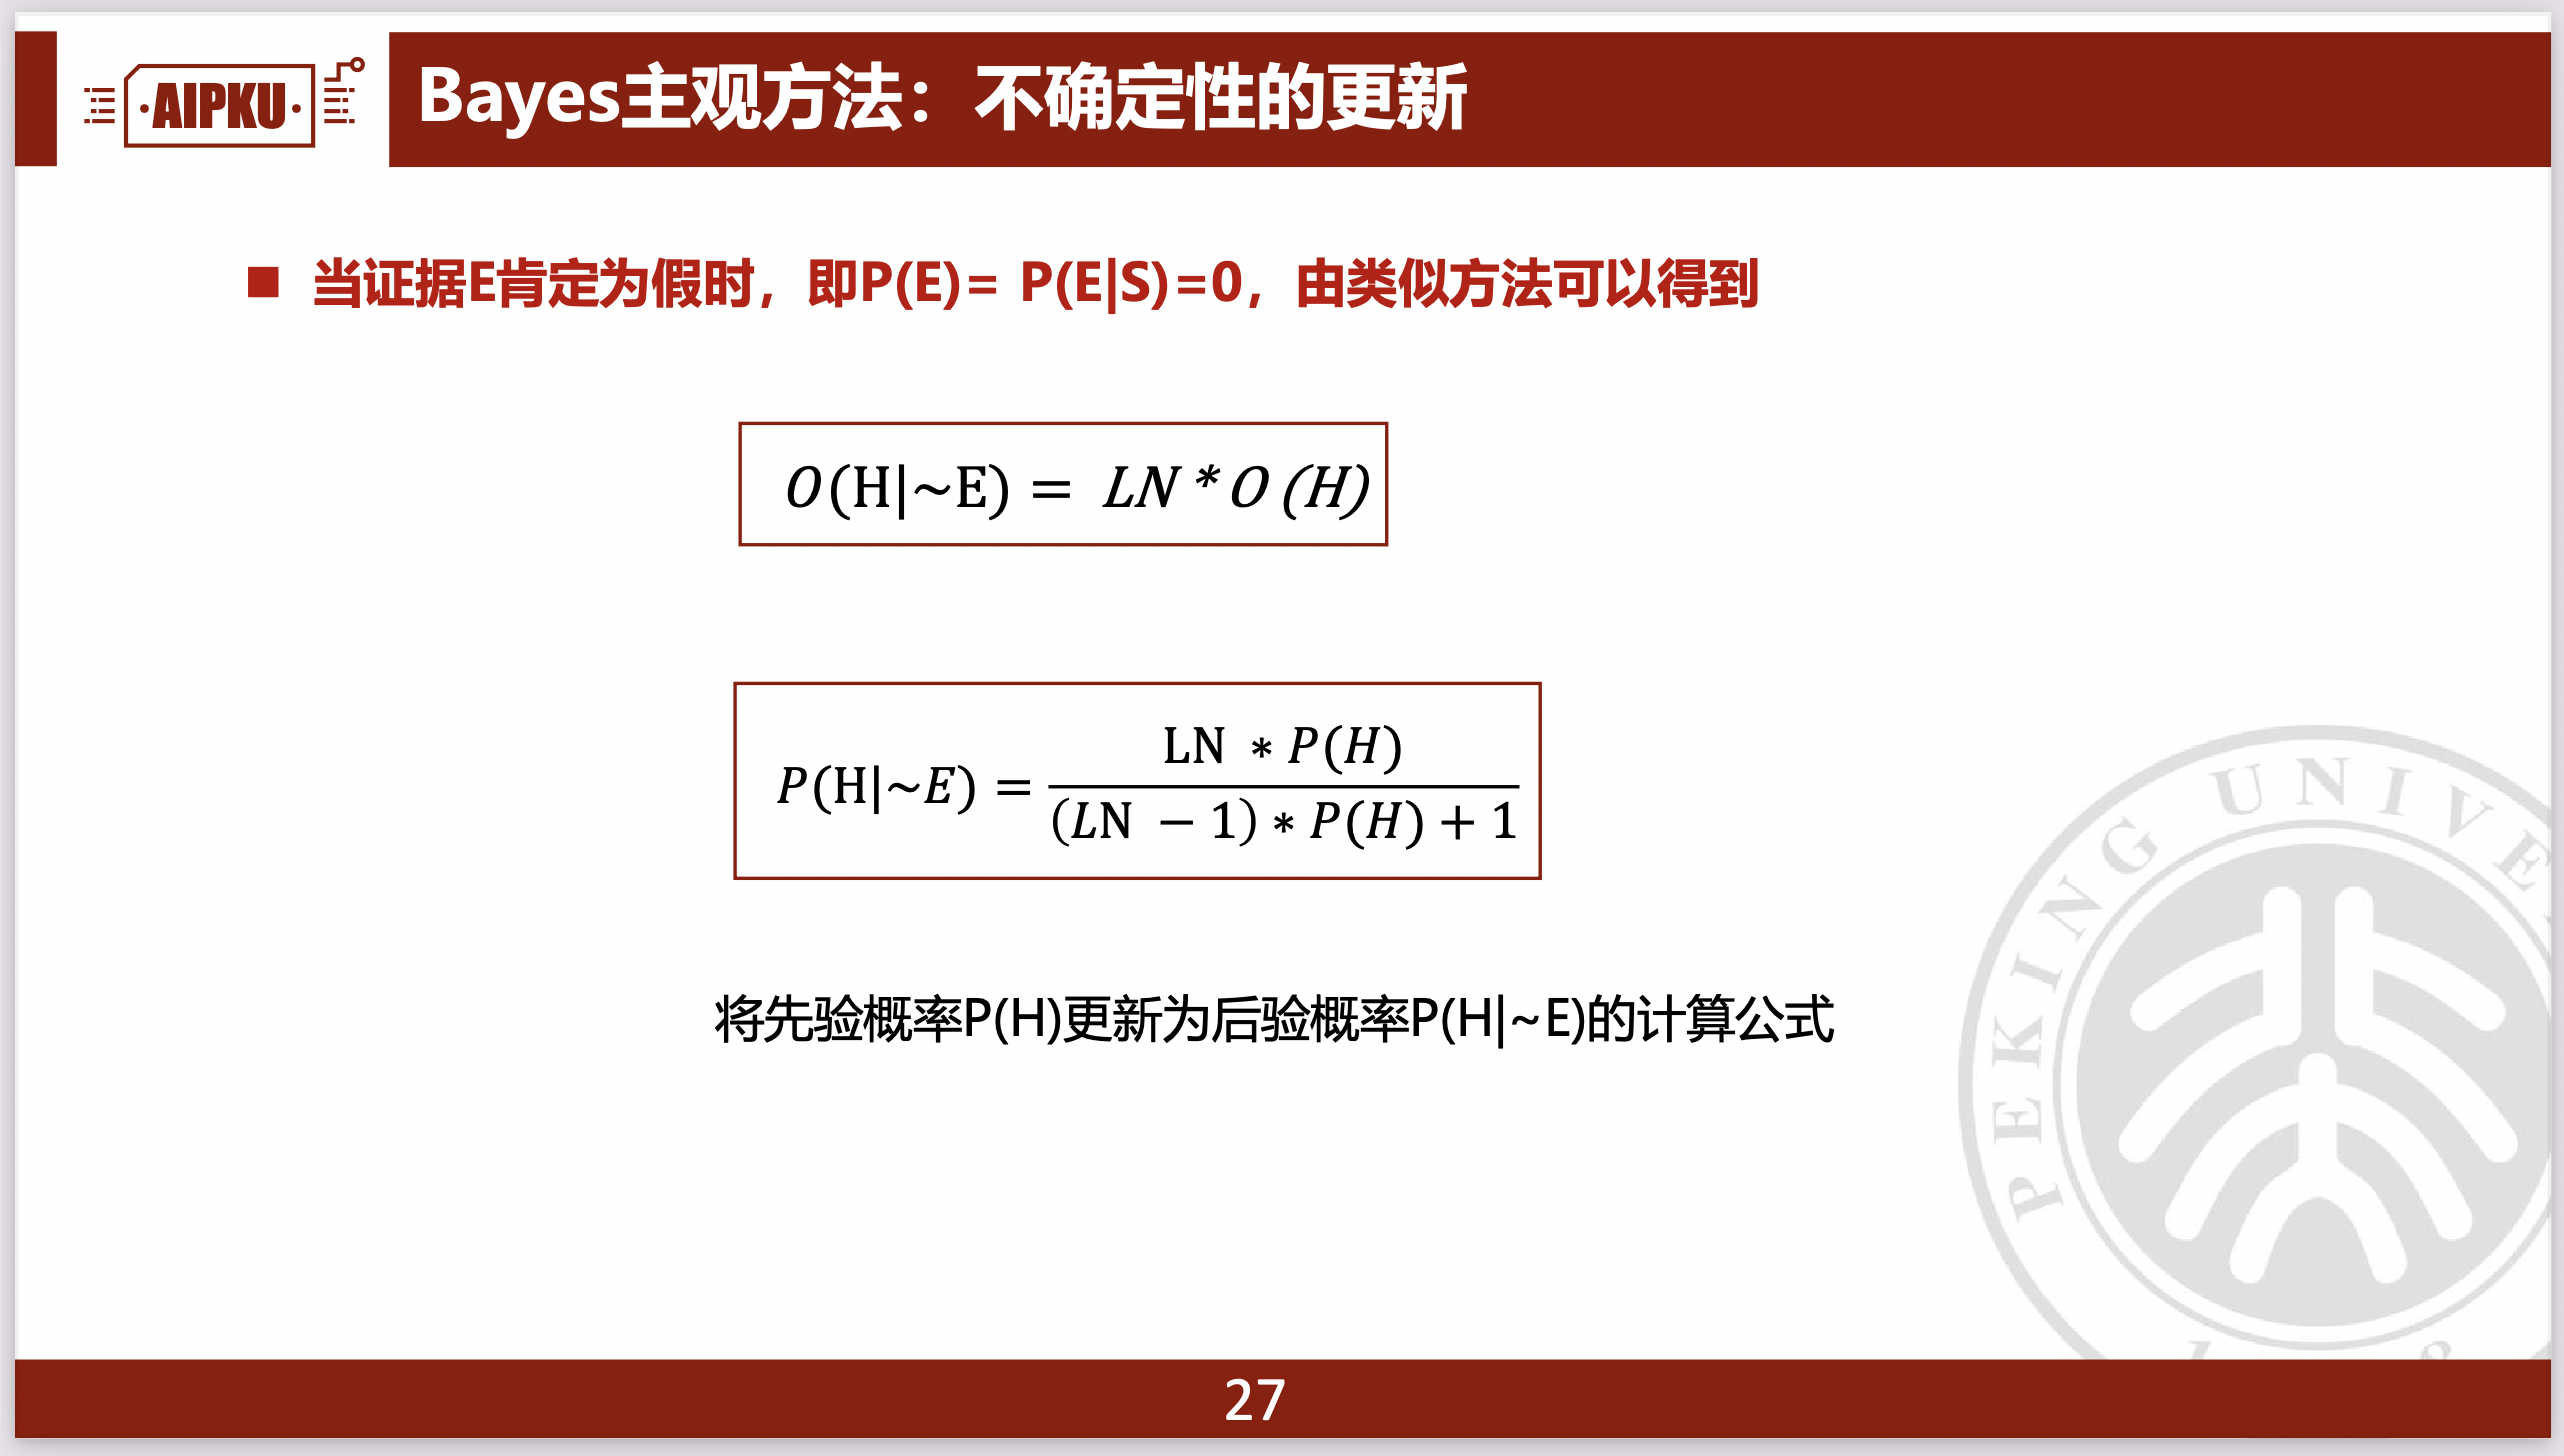 ·AIPKU·
Bayes主观方法：不确定性的更新
■ 当证据E肯定为假时，即P(E)= P(E|S)=0，由类似方法可以得到
O(H|~E) = LN * O (H)
P(H|~E) = \frac{LN * P(H)}{(LN − 1) * P(H) + 1}
将先验概率P(H)更新为后验概率P(H|~E)的计算公式
PEKING UNIVE
27